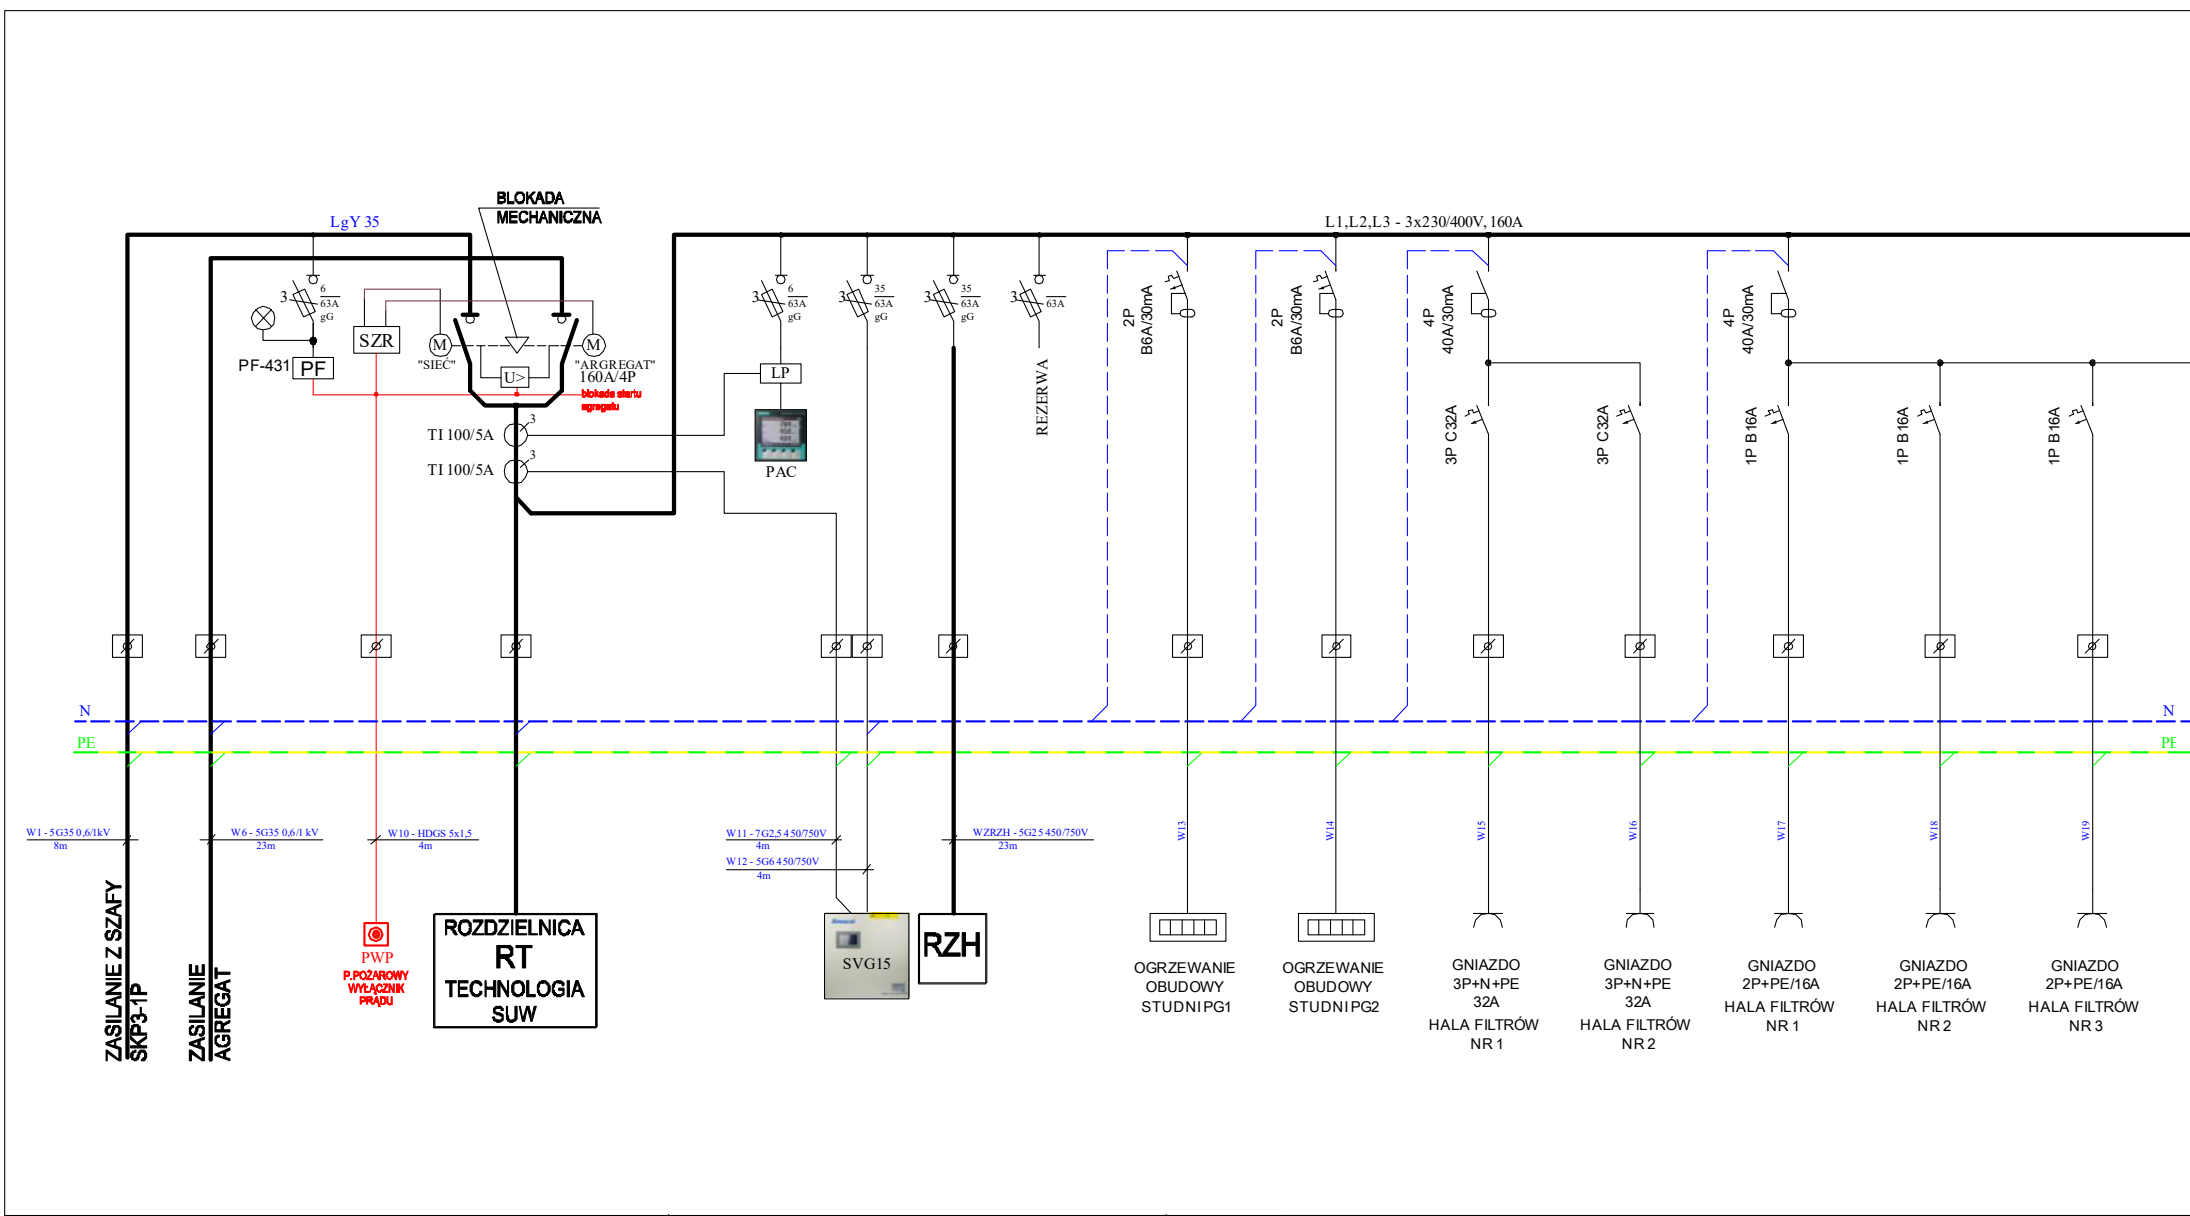 BLOKADA
MECHANICZNA
LgY 35
L1,L2,L3 - 3x230/400V, 160A
3
6
63A
gG
SZR
PF-431
PF
M
"SIEĆ"
U>
M
"ARGREGAT"
160A/4P
blokada startu
agregatu
TI 100/5A
3
TI 100/5A
3
3
6
63A
gG
LP
PAC
3
35
63A
gG
3
35
63A
gG
3
63A
REZERWA
2P
B6A/30mA
2P
B6A/30mA
4P
40A/30mA
3P C32A
3P C32A
4P
40A/30mA
1P B16A
1P B16A
1P B16A
N
N
PE
PE
W1 - 5G35 0,6/1kV
8m
W6 - 5G35 0,6/1 kV
23m
W10 - HDGS 5x1,5
4m
W11 - 7G2,5 450/750V
4m
W12 - 5G6 450/750V
4m
WZRZH - 5G25 450/750V
23m
W13
W14
W15
W16
W17
W18
W19
ZASILANIE Z SZAFY
SKP3-1P
ZASILANIE
AGREGAT
PWP
P.POŻAROWY
WYŁĄCZNIK
PRĄDU
ROZDZIELNICA
RT
TECHNOLOGIA
SUW
SVG15
RZH
OGRZEWANIE
OBUDOWY
STUDNI PG1
OGRZEWANIE
OBUDOWY
STUDNI PG2
GNIAZDO
3P+N+PE
32A
HALA FILTRÓW
NR 1
GNIAZDO
3P+N+PE
32A
HALA FILTRÓW
NR 2
GNIAZDO
2P+PE/16A
HALA FILTRÓW
NR 1
GNIAZDO
2P+PE/16A
HALA FILTRÓW
NR 2
GNIAZDO
2P+PE/16A
HALA FILTRÓW
NR 3